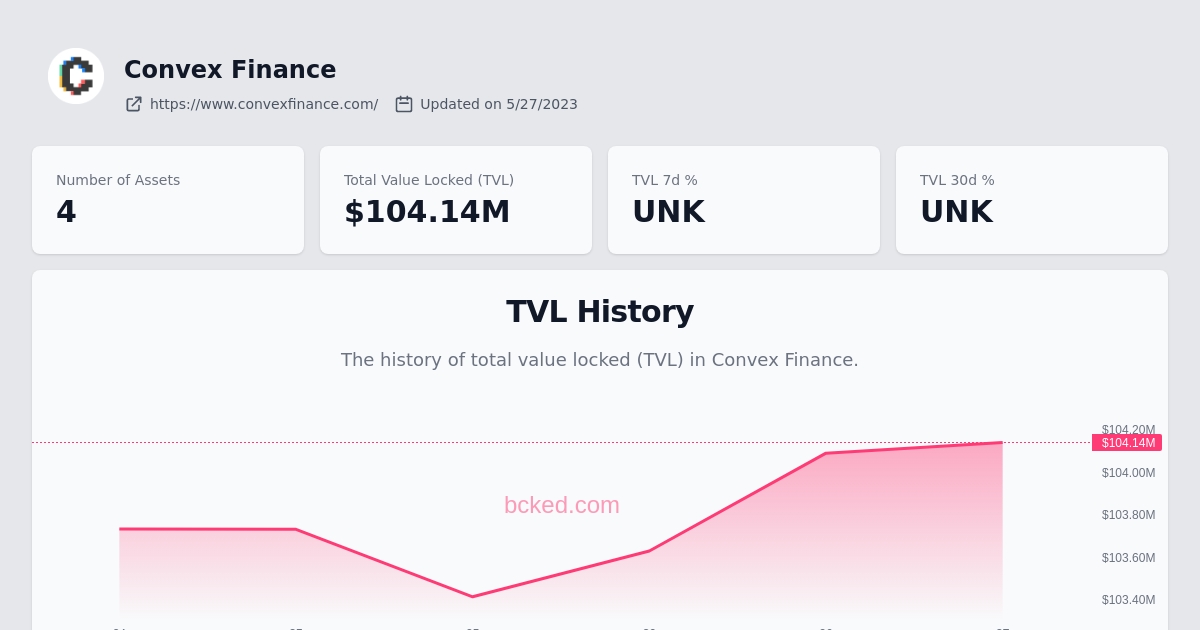 Convex Finance
https://www.convexfinance.com/ Updated on 5/27/2023
Number of Assets
4
Total Value Locked (TVL)
$104.14M
TVL 7d %
UNK
TVL 30d %
UNK
TVL History
The history of total value locked (TVL) in Convex Finance.
$104.20M
$104.14M
$104.00M
bcked.com
$103.80M
$103.60M
$103.40M